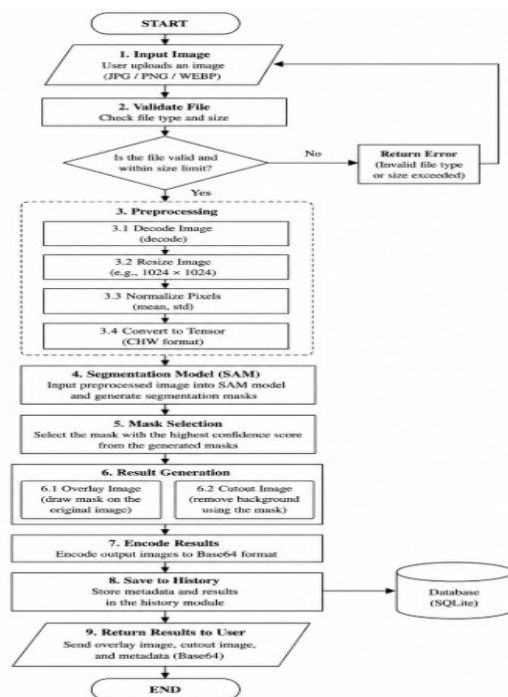 START
1. Input Image
User uploads an image
(JPG / PNG / WEBP)
2. Validate File
Check file type and size
Is the file valid and
within size limit?
No
Return Error
(Invalid file type
or size exceeded)
Yes
3. Preprocessing
3.1 Decode Image
(decode)
3.2 Resize Image
(e.g., 1024 × 1024)
3.3 Normalize Pixels
(mean, std)
3.4 Convert to Tensor
(CHW format)
4. Segmentation Model (SAM)
Input preprocessed image into SAM model
and generate segmentation masks
5. Mask Selection
Select the mask with the highest confidence score
from the generated masks
6. Result Generation
6.1 Overlay Image
(draw mask on the
original image)
6.2 Cutout Image
(remove background
using the mask)
7. Encode Results
Encode output images to Base64 format
8. Save to History
Store metadata and results
in the history module
Database
(SQLite)
9. Return Results to User
Send overlay image, cutout image,
and metadata (Base64)
END